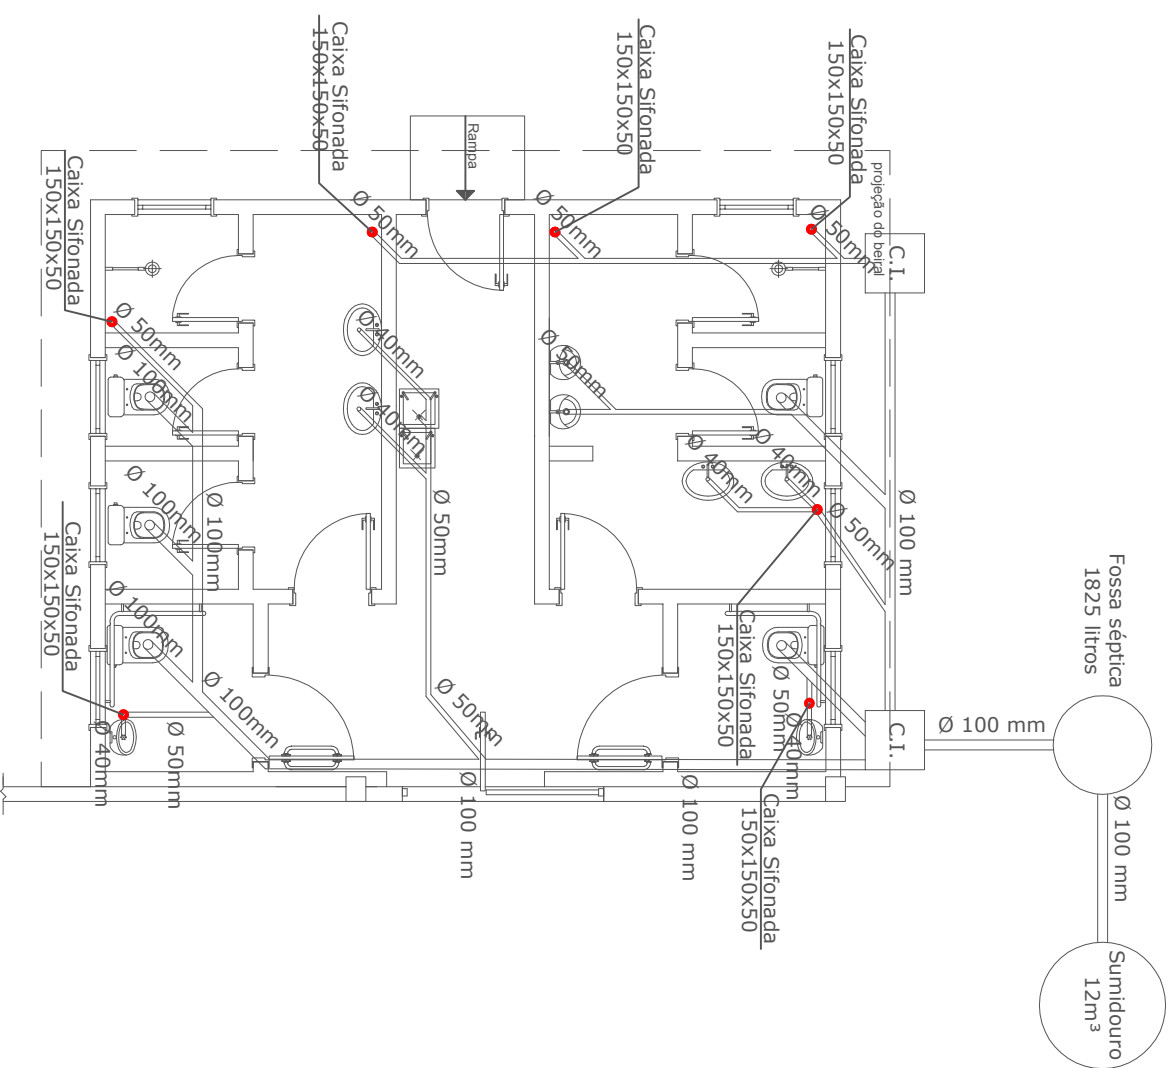 Caixa Sifonada
150x150x50
Caixa Sifonada
150x150x50
Caixa Sifonada
150x150x50
Caixa Sifonada
150x150x50
Rampa
projeção do beiral
C.I.
Ø 50mm
Ø 50mm
Ø 50mm
Ø 50mm
Ø 100mm
Ø 40mm
Ø 40mm
Ø 50mm
Ø 40mm
Ø 40mm
Ø 50mm
Ø 100 mm
Ø 100mm
Ø 100mm
Ø 50mm
Caixa Sifonada
150x150x50
Ø 100mm
Ø 100mm
Ø 50mm
Ø 40mm
Ø 50mm
Caixa Sifonada
150x150x50
Ø 50mm
Ø 40mm
Caixa Sifonada
150x150x50
C.I.
Ø 100 mm
Ø 100 mm
Ø 100 mm
Fossa séptica
1825 litros
Ø 100 mm
Sumidouro
12m³